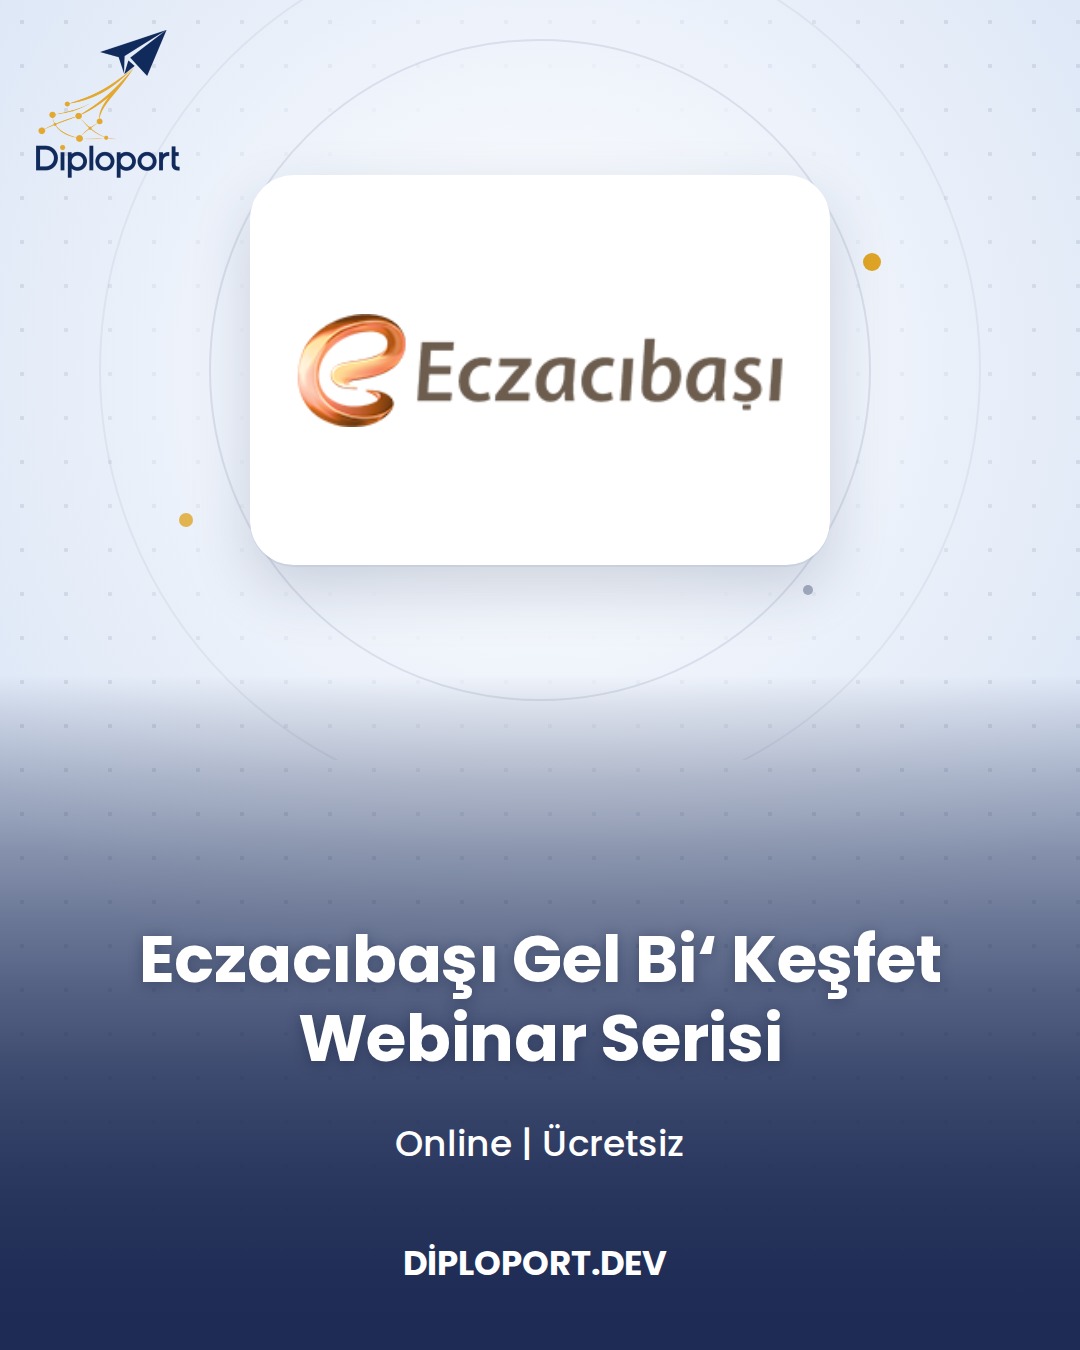 Diploport
Eczacıbaşı
Eczacıbaşı Gel Bi‘ Keşfet
Webinar Serisi
Online | Ücretsiz
DİPLOPORT.DEV